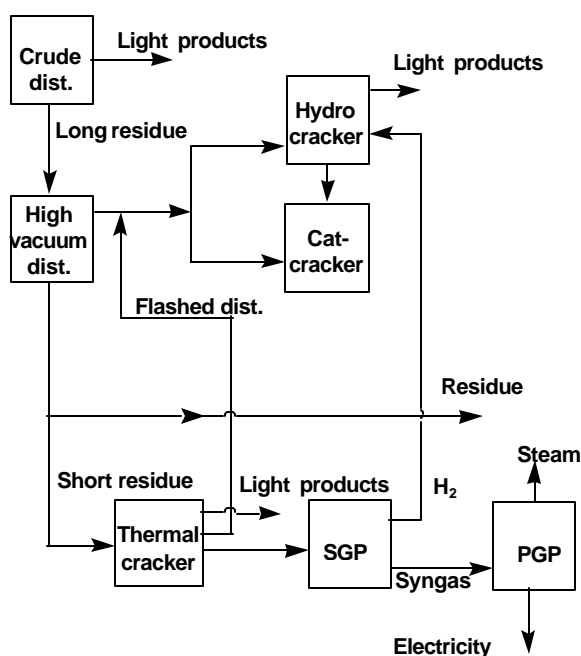 Light products
Crude
dist.
Light products
Hydro
cracker
Long residue
High
vacuum
dist.
Cat-
cracker
Flashed dist.
Residue
Steam
Short residue
Light products
H2
Thermal
cracker
SGP
PGP
Syngas
Electricity